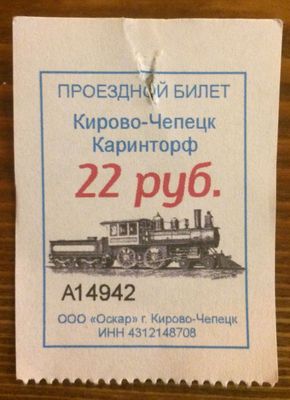 ПРОЕЗДНОЙ БИЛЕТ
Кирово-Чепецк
Каринторф
22 руб.
А14942
ООО «Оскар» г. Кирово-Чепецк
ИНН 4312148708